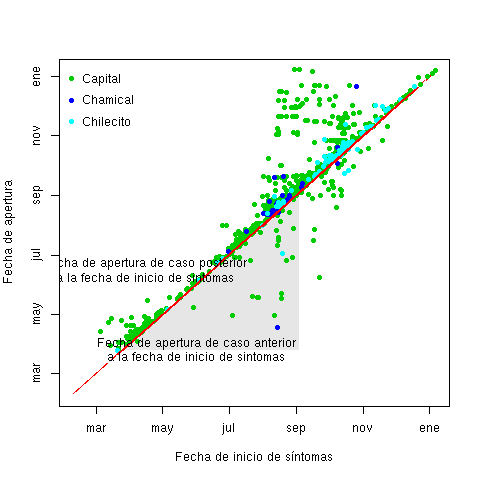 Capital
Chamical
Chilecito
cha de apertura de caso posterior
a la fecha de inicio de síntomas
Fecha de apertura de caso anterior
a la fecha de inicio de sintomas
Fecha de apertura
ene
nov
sep
jul
may
mar
mar may jul sep nov ene
Fecha de inicio de síntomas